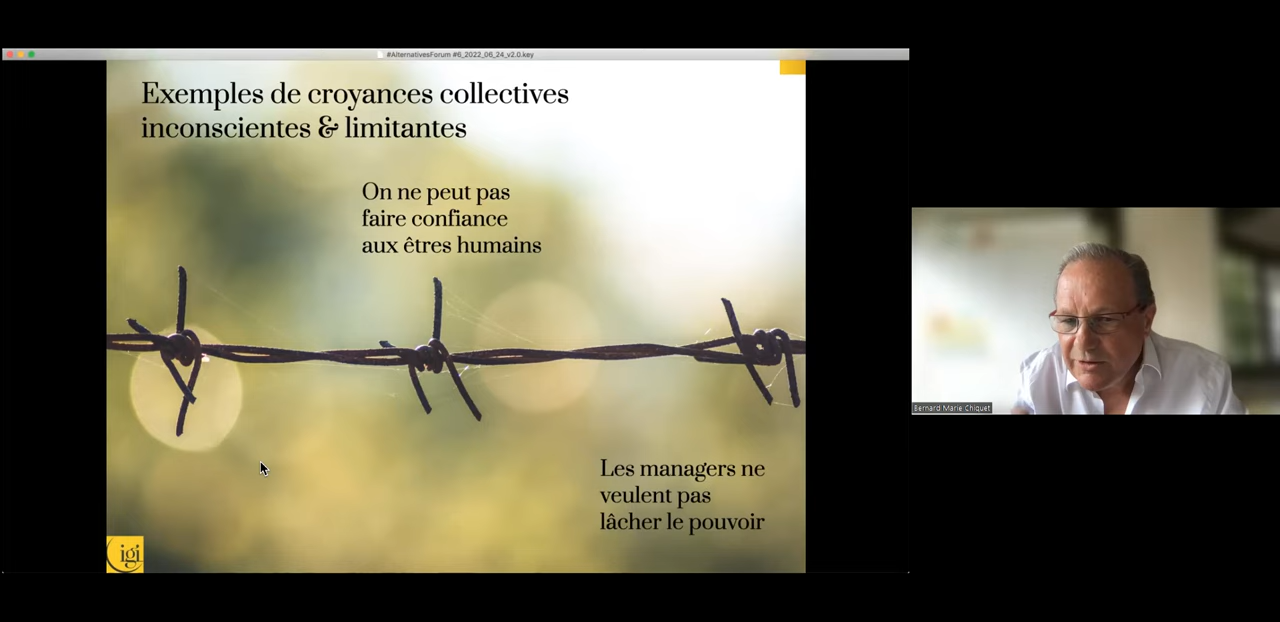 #AlternativesForum #6_2022_06_24_v2.0.key
Exemples de croyances collectives
inconscientes & limitantes
On ne peut pas
faire confiance
aux êtres humains
Bernard Marie Chiquet
Les managers ne
veulent pas
lâcher le pouvoir
igi